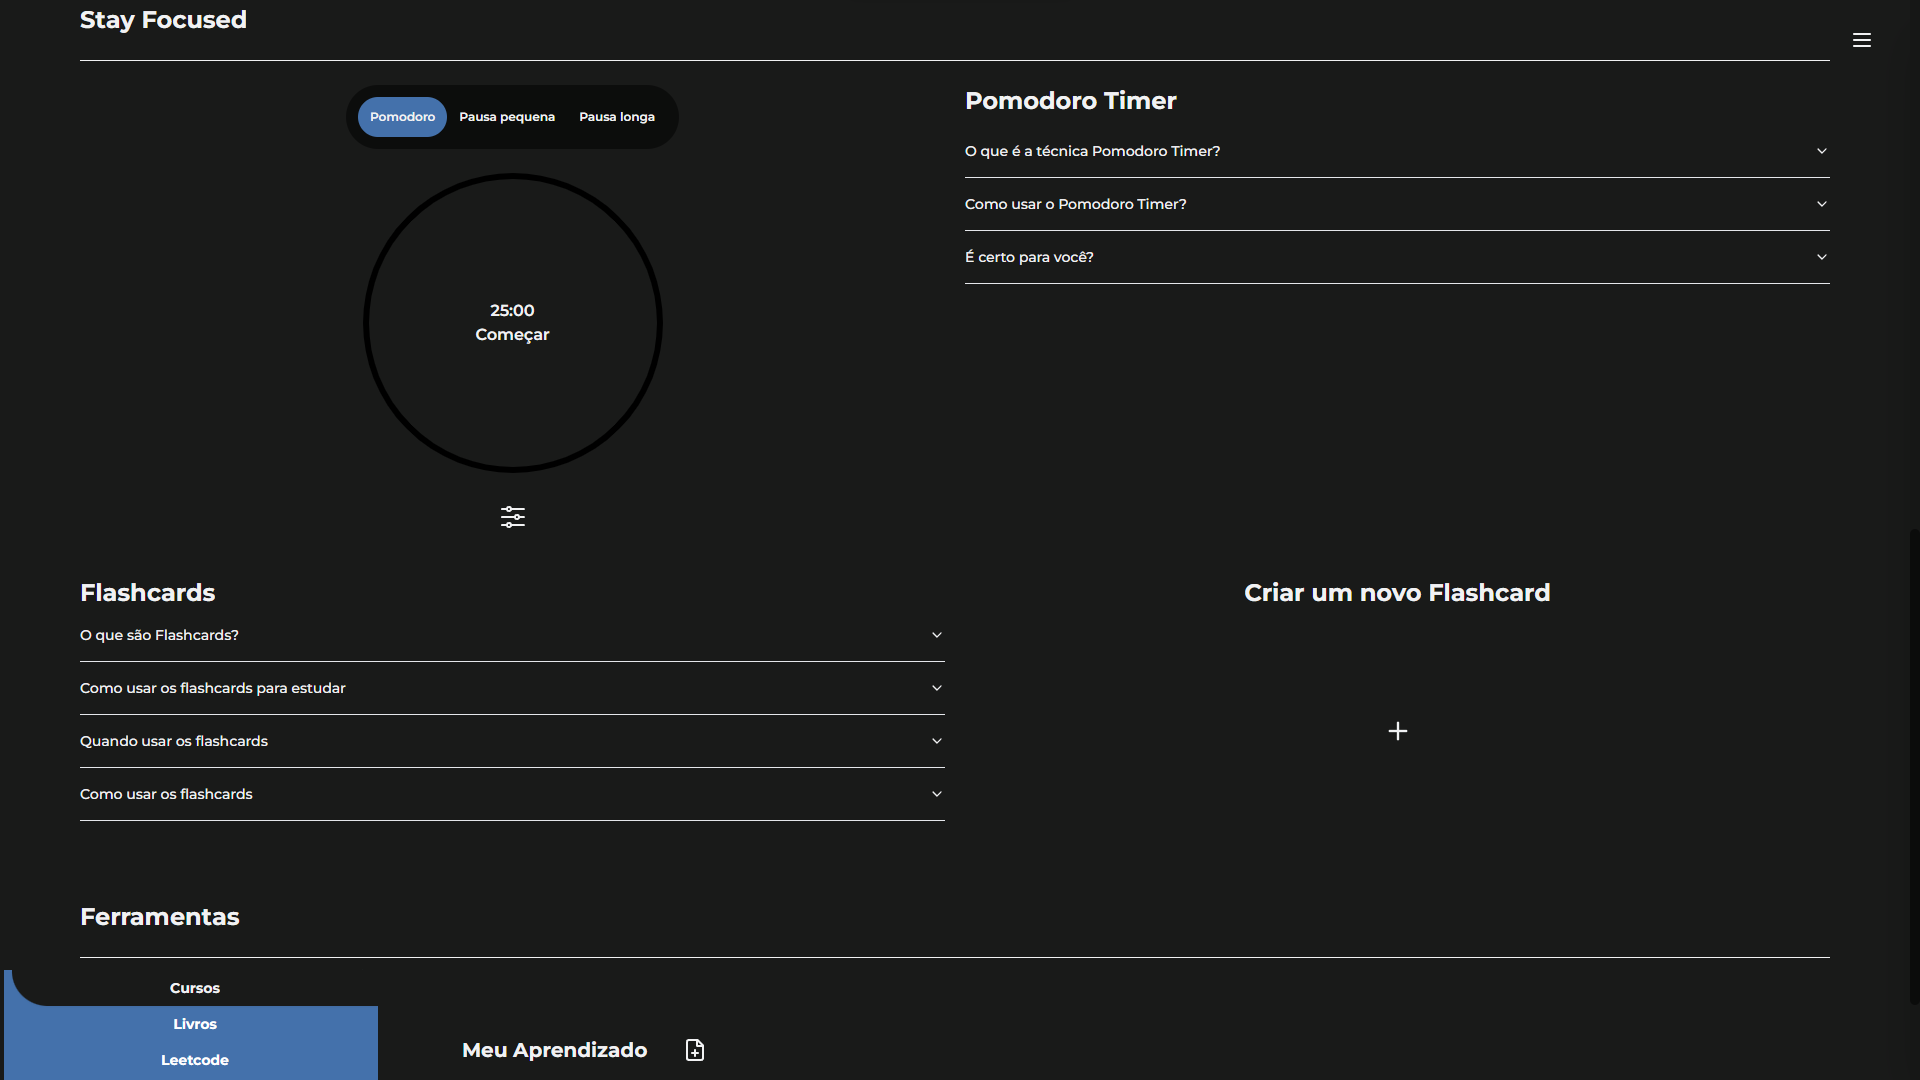 Stay Focused
Pomodoro
Pausa pequena
Pausa longa
25:00
Começar
Pomodoro Timer
O que é a técnica Pomodoro Timer?
Como usar o Pomodoro Timer?
É certo para você?
Flashcards
O que são Flashcards?
Como usar os flashcards para estudar
Quando usar os flashcards
Como usar os flashcards
Criar um novo Flashcard
Ferramentas
Cursos
Livros
Leetcode
Meu Aprendizado